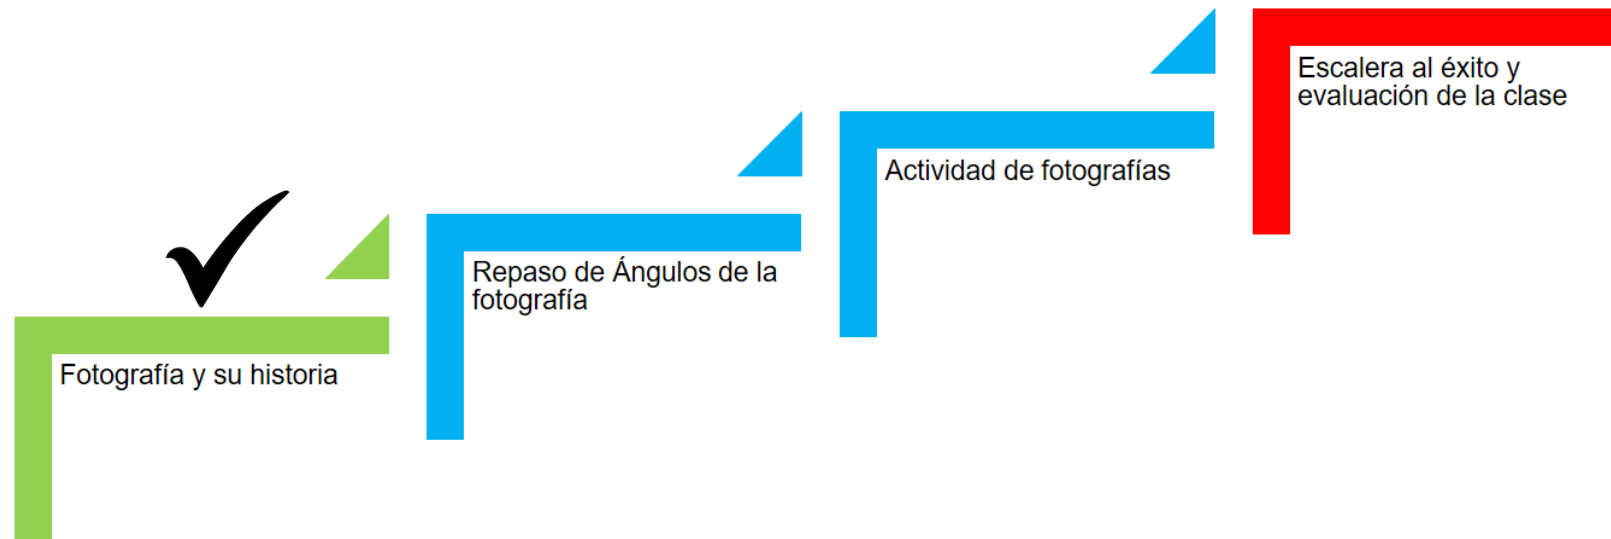 Fotografía y su historia
Repaso de Ángulos de la
fotografía
Actividad de fotografías
Escalera al éxito y
evaluación de la clase